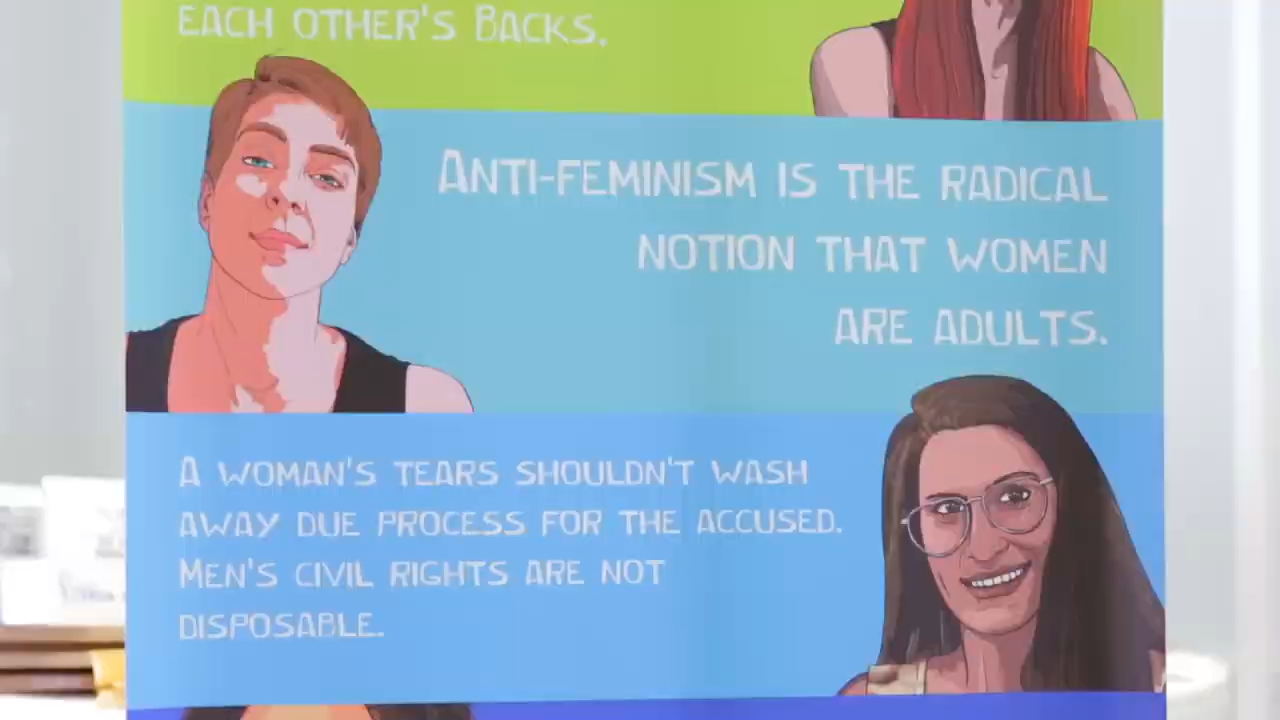 EACH OTHER'S BACKS.
ANTI-FEMINISM IS THE RADICAL
NOTION THAT WOMEN
ARE ADULTS.
A WOMAN'S TEARS SHOULDN'T WASH
AWAY DUE PROCESS FOR THE ACCUSED.
MEN'S CIVIL RIGHTS ARE NOT
DISPOSABLE.